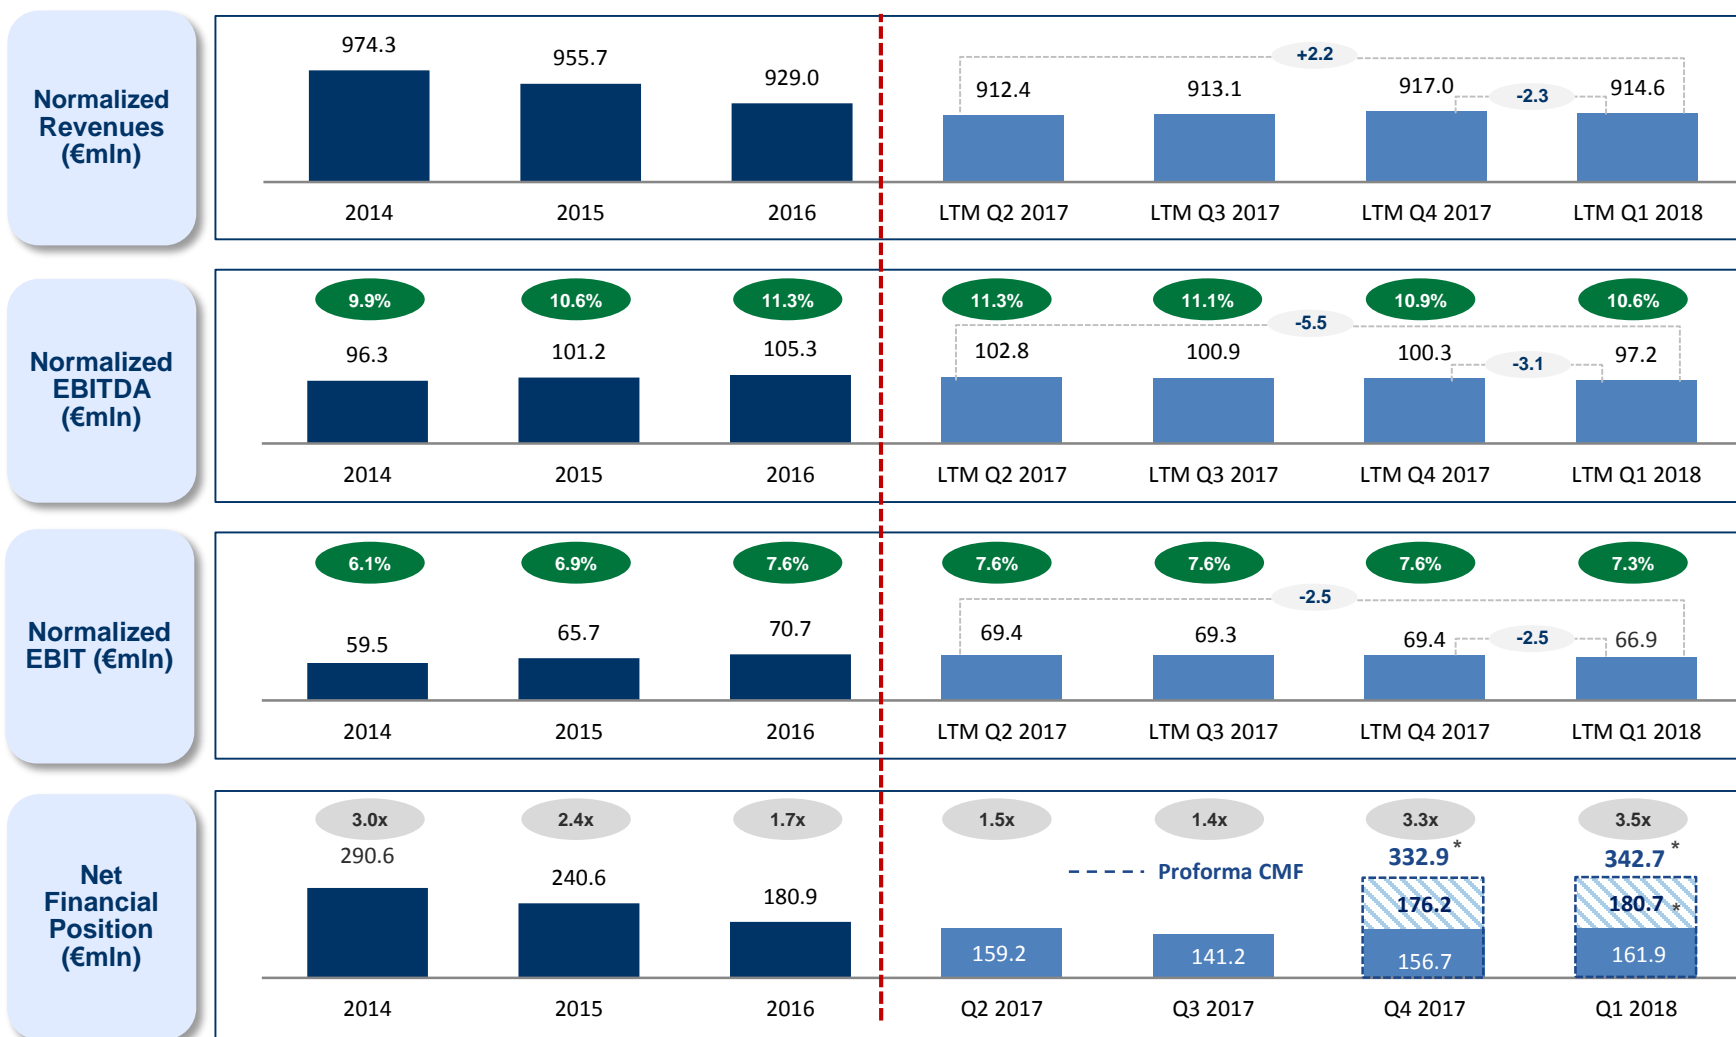 Normalized
Revenues
(€mln)
974.3
955.7
929.0
912.4
913.1
917.0
914.6
+2.2
-2.3
2014
2015
2016
LTM Q2 2017
LTM Q3 2017
LTM Q4 2017
LTM Q1 2018
Normalized
EBITDA
(€mln)
9.9%
10.6%
11.3%
11.3%
11.1%
10.9%
10.6%
-5.5
96.3
101.2
105.3
102.8
100.9
100.3
-3.1
97.2
2014
2015
2016
LTM Q2 2017
LTM Q3 2017
LTM Q4 2017
LTM Q1 2018
Normalized
EBIT (€mln)
6.1%
6.9%
7.6%
7.6%
7.6%
7.6%
7.3%
-2.5
59.5
65.7
70.7
69.4
69.3
69.4
-2.5
66.9
2014
2015
2016
LTM Q2 2017
LTM Q3 2017
LTM Q4 2017
LTM Q1 2018
Net
Financial
Position
(€mln)
3.0x
2.4x
1.7x
1.5x
1.4x
3.3x
3.5x
290.6
240.6
180.9
Proforma CMF
332.9 *
342.7 *
176.2
180.7 *
159.2
141.2
156.7
161.9
2014
2015
2016
Q2 2017
Q3 2017
Q4 2017
Q1 2018